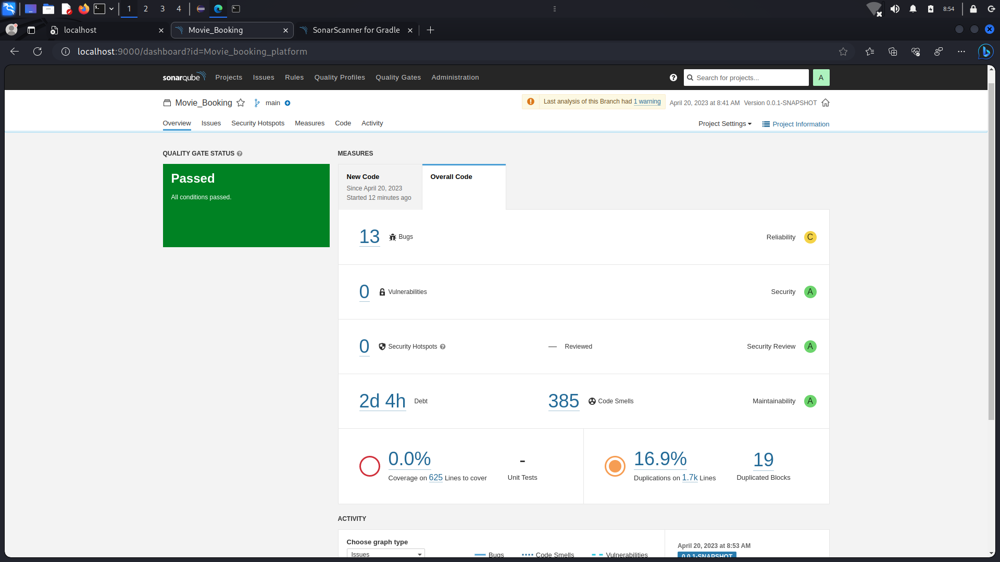 1 2 3 4 8:54
localhost Movie_Booking SonarScanner for Gradle
localhost:9000/dashboard?id=Movie_booking_platform
sonarqube Projects Issues Rules Quality Profiles Quality Gates Administration Search for projects... A
Movie_Booking main Last analysis of this Branch had 1 warning April 20, 2023 at 8:41 AM Version 0.0.1-SNAPSHOT
Overview Issues Security Hotspots Measures Code Activity Project Settings Project Information
QUALITY GATE STATUS
Passed
All conditions passed.
MEASURES
New Code
Since April 20, 2023
Started 12 minutes ago
Overall Code
13 Bugs Reliability C
0 Vulnerabilities Security A
0 Security Hotspots — Reviewed Security Review A
2d 4h Debt 385 Code Smells Maintainability A
0.0%
Coverage on 625 Lines to cover
-
Unit Tests
16.9%
Duplications on 1.7k Lines
19
Duplicated Blocks
ACTIVITY
Choose graph type
Issues
Bugs Code Smells Vulnerabilities
April 20, 2023 at 8:53 AM
0.0.1-SNAPSHOT